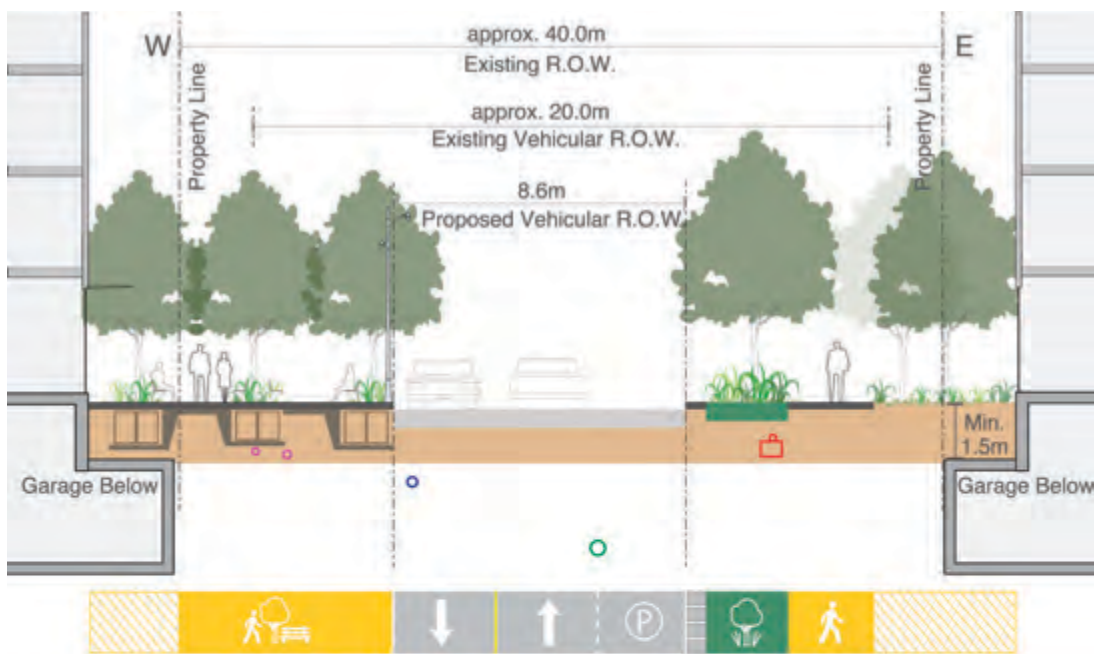 W
approx. 40.0m
E
Existing R.O.W.
Property Line
approx. 20.0m
Existing Vehicular R.O.W.
Property Line
8.6m
Proposed Vehicular R.O.W.
Min.
1.5m
Garage Below
Garage Below
P